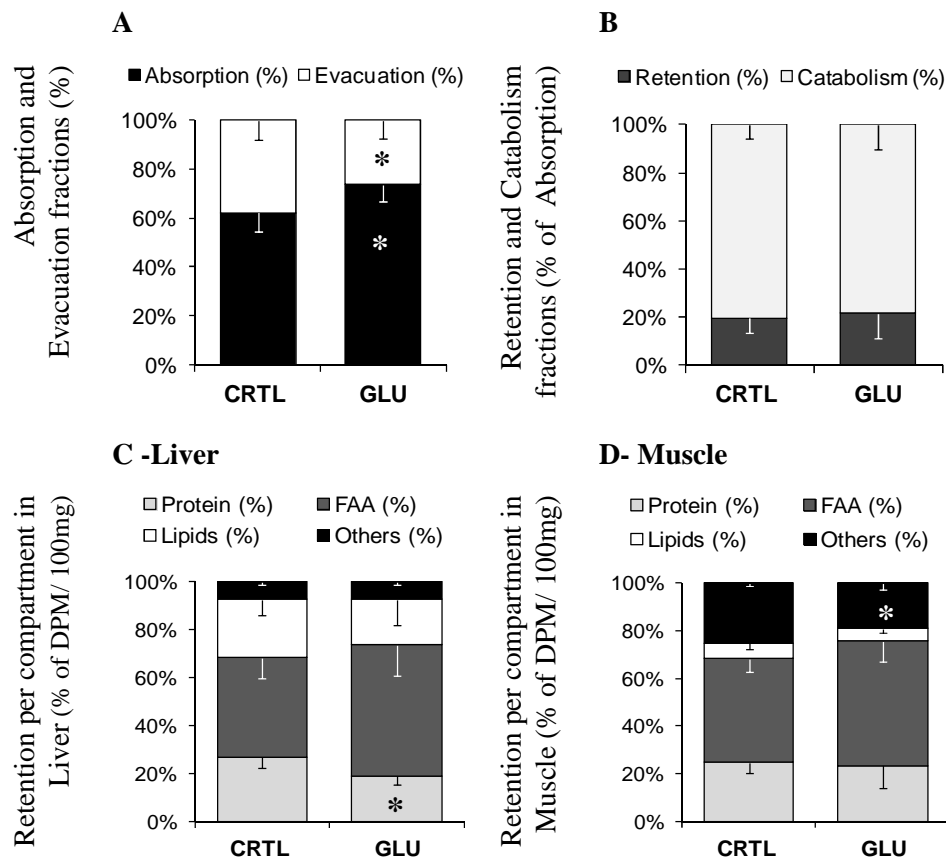 A
Absorption and
Evacuation fractions (%)
Absorption (%) Evacuation (%)
100%
80%
60%
40%
20%
0%
*
*
CRTL GLU
B
Retention and Catabolism
fractions (% of Absorption
Retention (%) Catabolism (%)
100%
80%
60%
40%
20%
0%
CRTL GLU
C -Liver
Retention per compartment in
Liver (% of DPM/ 100mg)
Protein (%) FAA (%)
Lipids (%) Others (%)
100%
80%
60%
40%
20%
0%
*
CRTL GLU
D- Muscle
Retention per compartment in
Muscle (% of DPM/ 100mg)
Protein (%) FAA (%)
Lipids (%) Others (%)
100%
80%
60%
40%
20%
0%
*
CRTL GLU